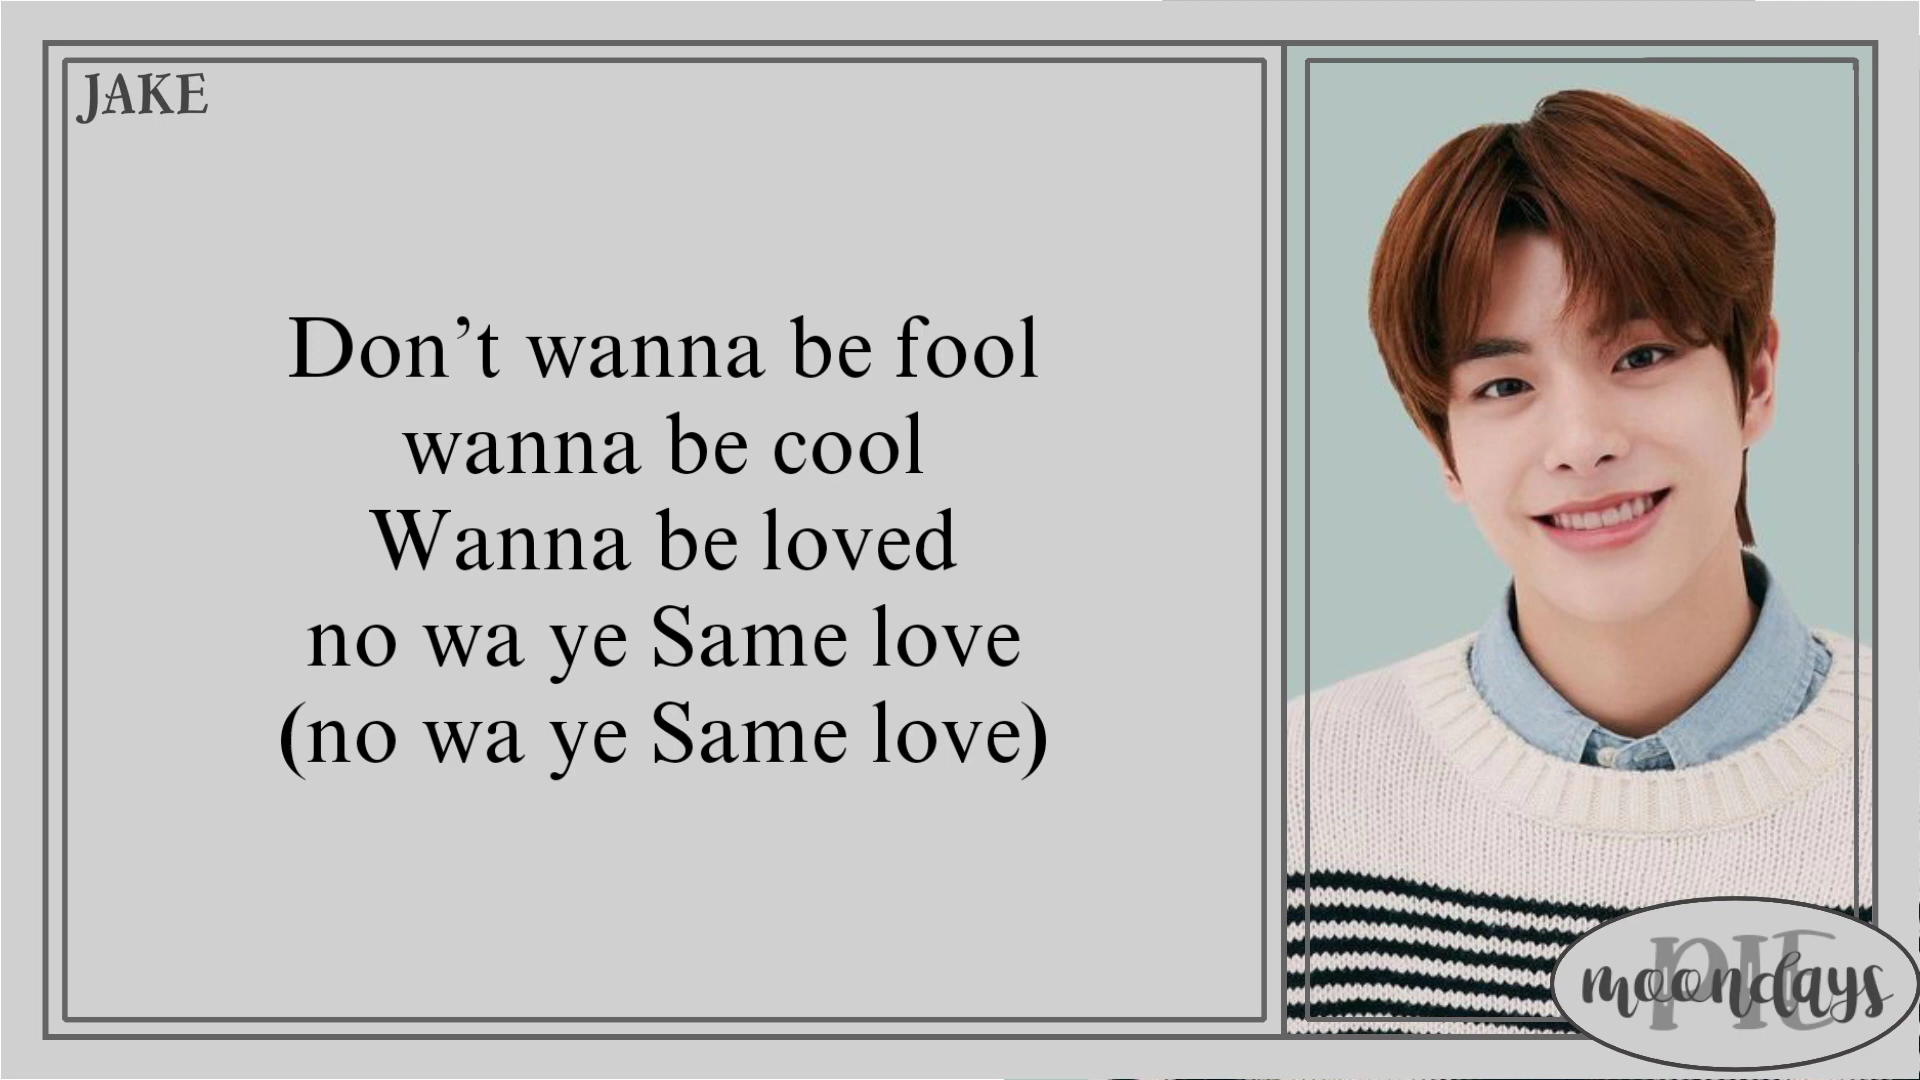 JAKE
Don’t wanna be fool
wanna be cool
Wanna be loved
no wa ye Same love
(no wa ye Same love)
moondays